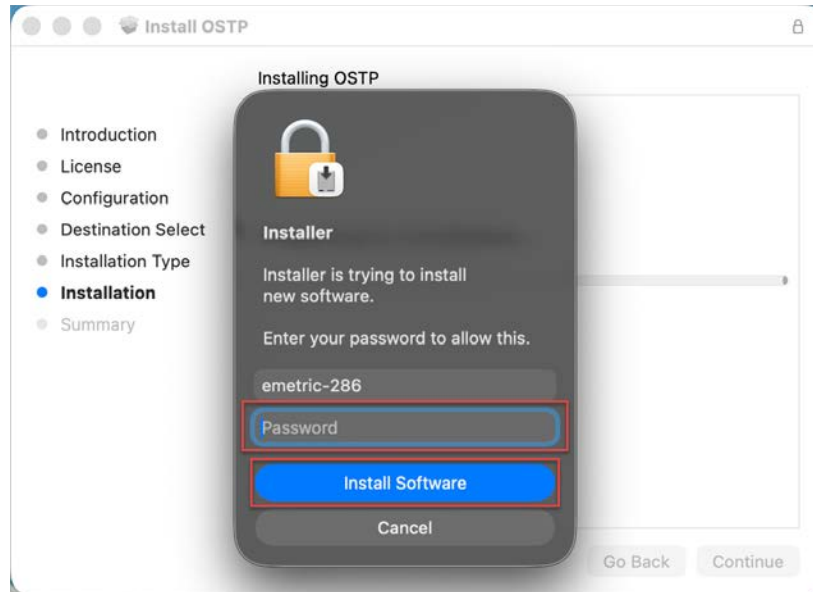 Install OSTP
Installing OSTP
Introduction
License
Configuration
Destination Select
Installation Type
Installation
Summary
Installer
Installer is trying to install
new software.
Enter your password to allow this.
emetric-286
Password
Install Software
Cancel
Go Back
Continue